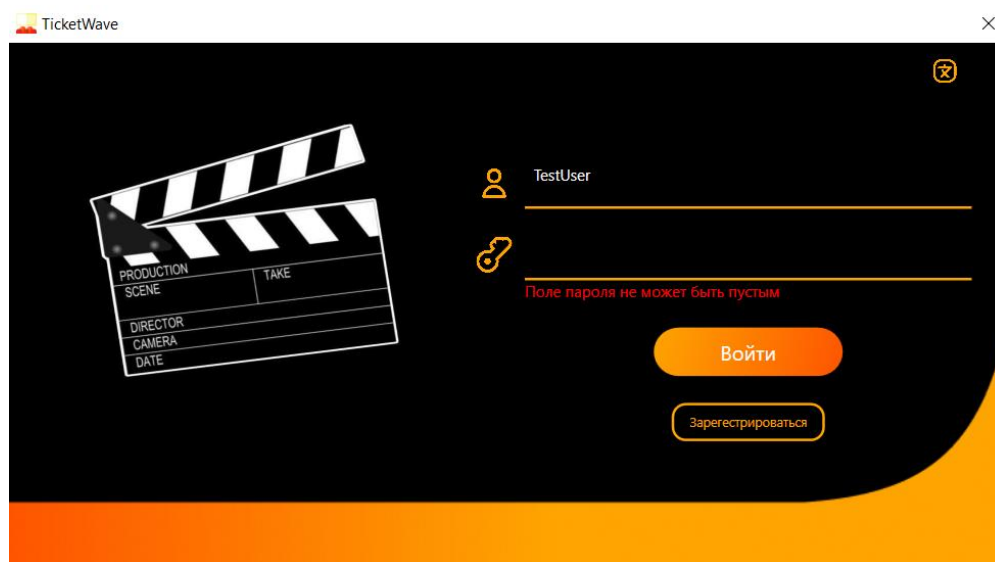 TicketWave
PRODUCTION
SCENE
TAKE
DIRECTOR
CAMERA
DATE
TestUser
Поле пароля не может быть пустым
Войти
Зарегестрироваться